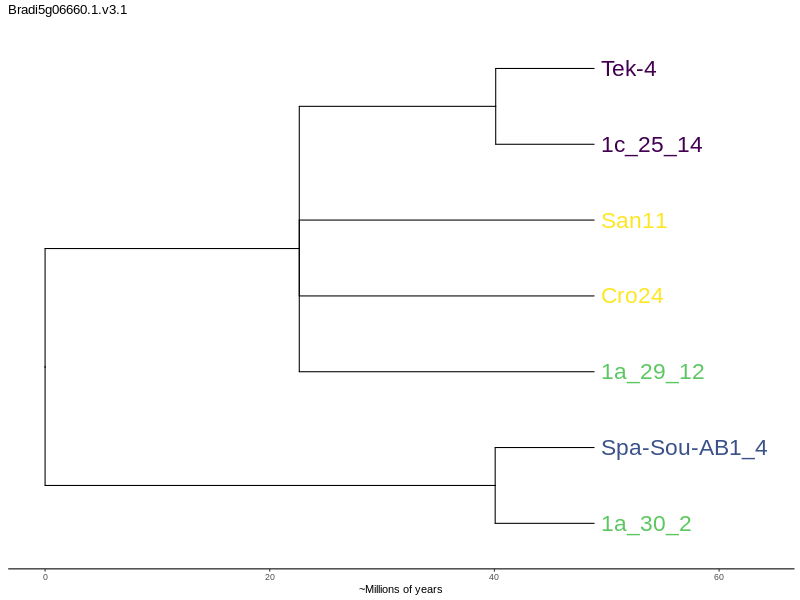 Bradi5g06660.1.v3.1
Tek-4
1c_25_14
San11
Cro24
1a_29_12
Spa-Sou-AB1_4
1a_30_2
0 20 40 60
~Millions of years